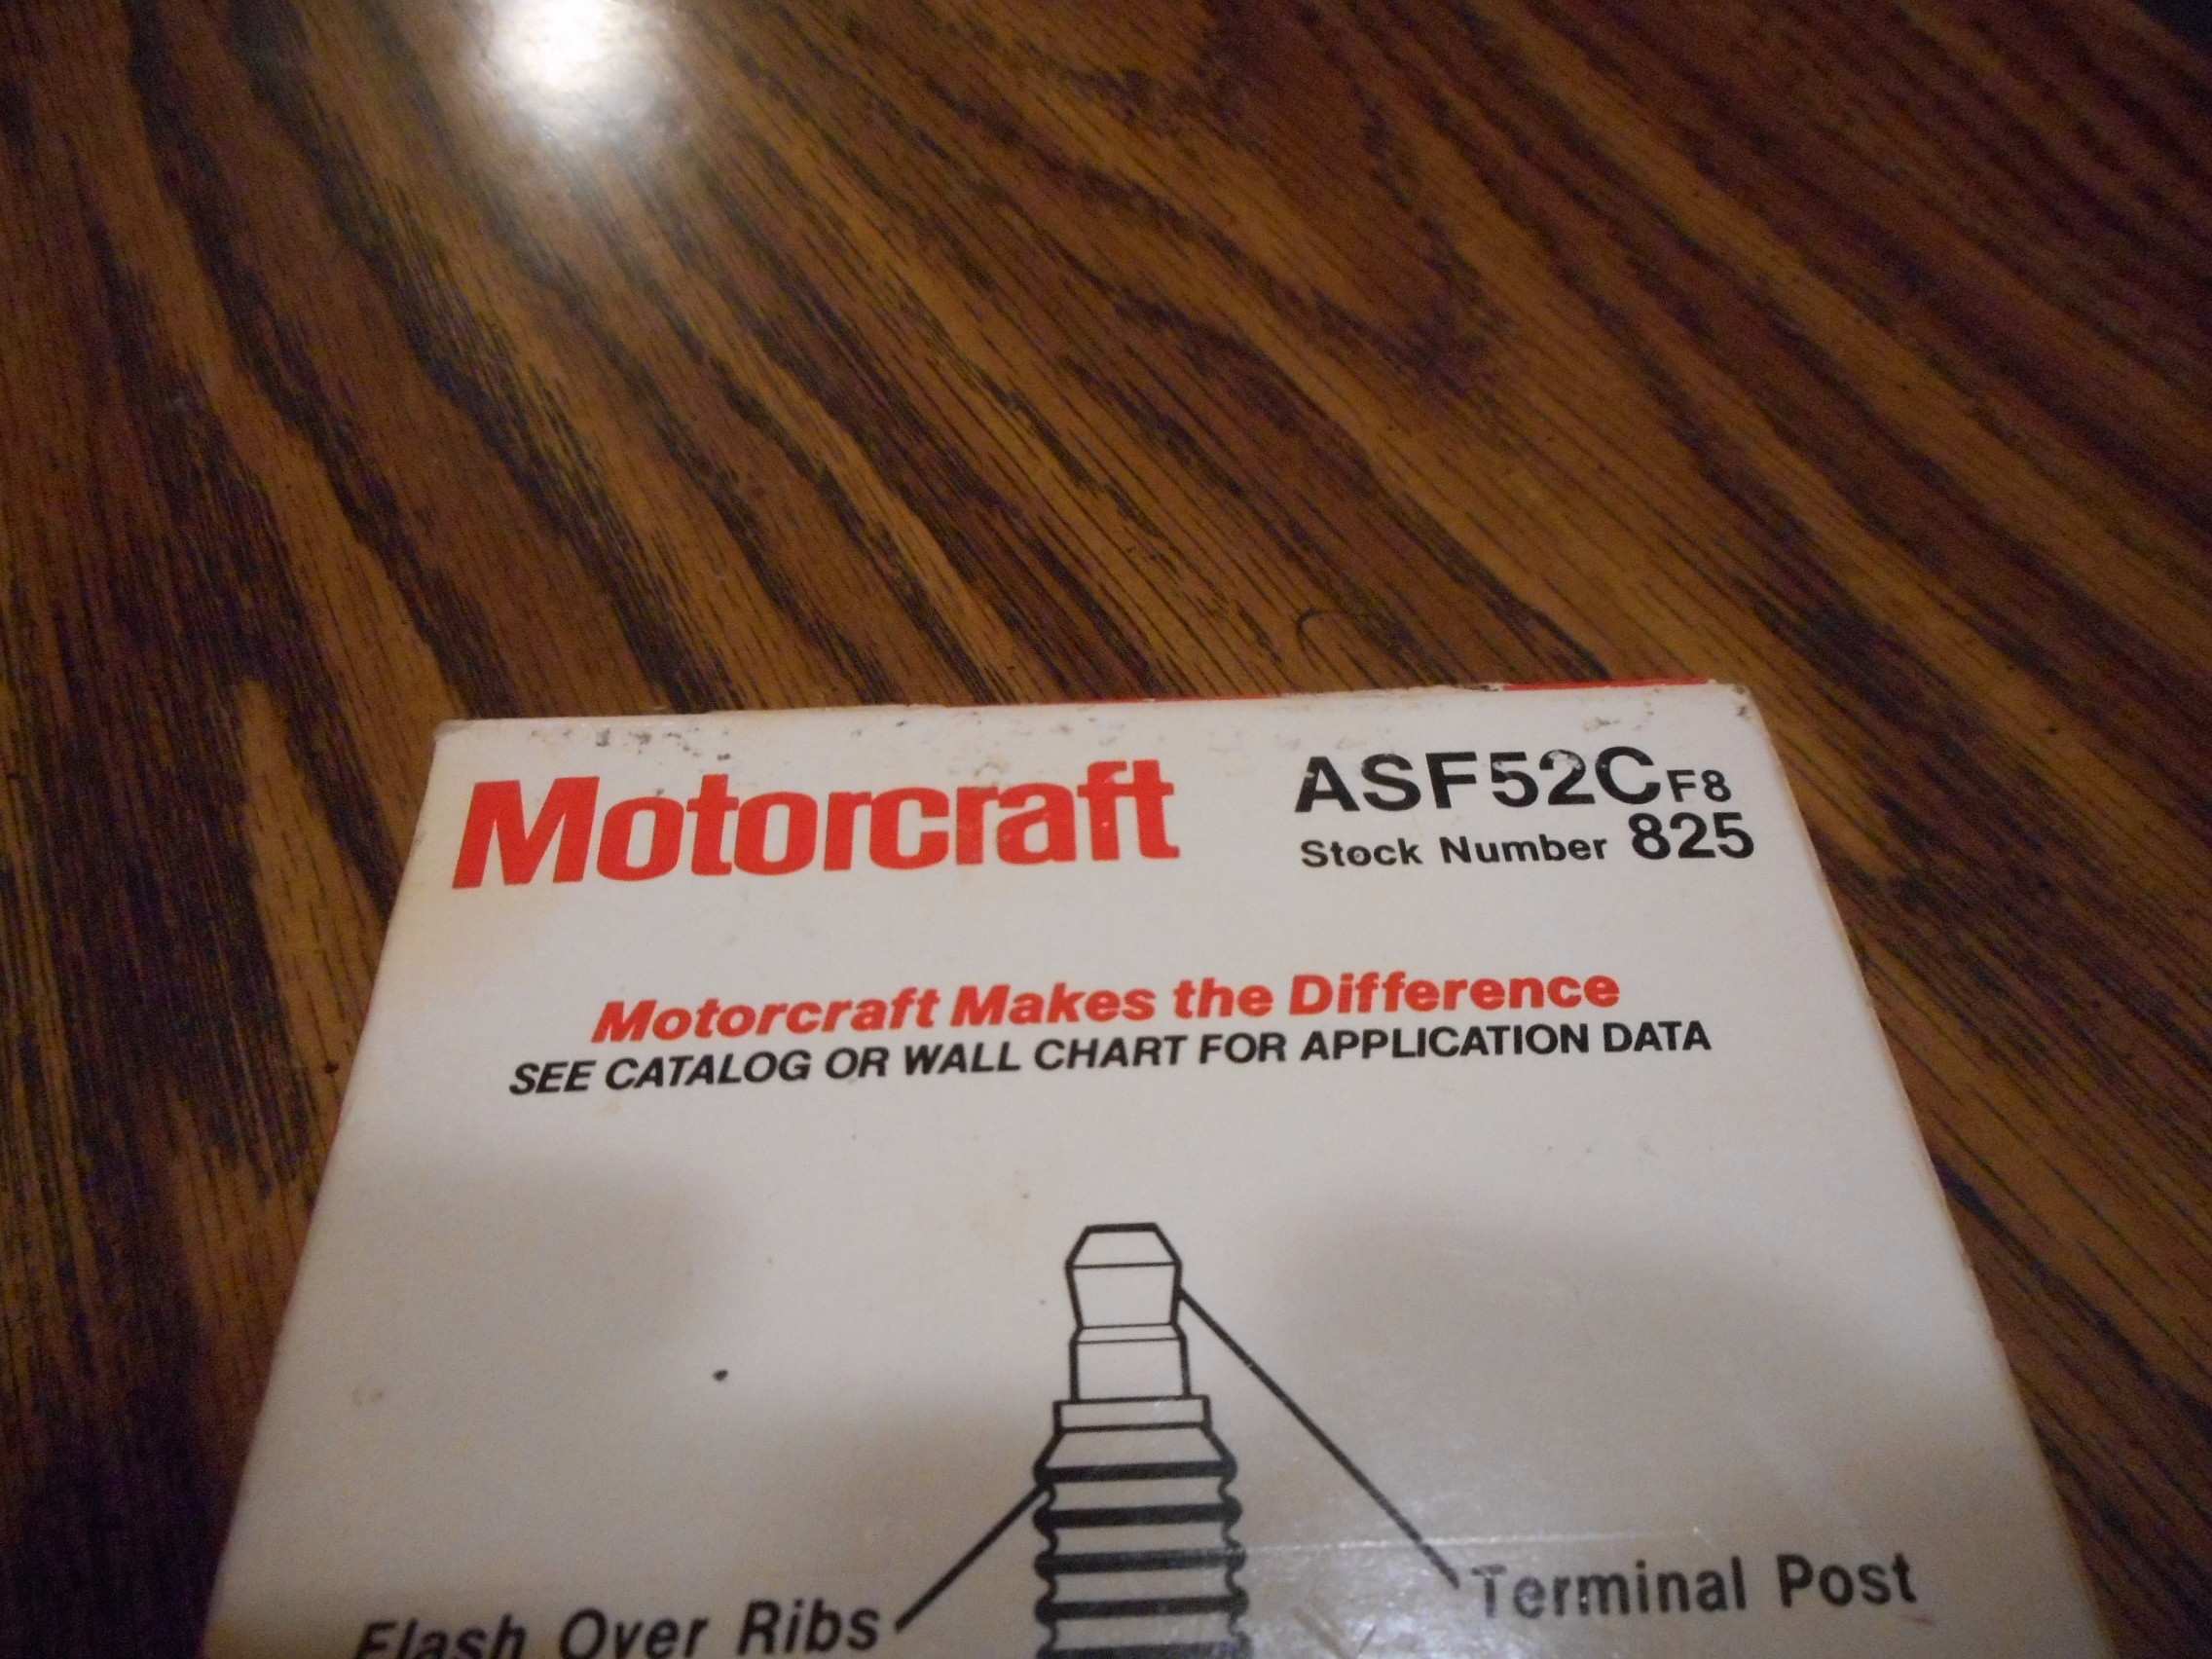 Motorcraft
ASF52CF8
Stock Number 825
Motorcraft Makes the Difference
SEE CATALOG OR WALL CHART FOR APPLICATION DATA
Terminal Post
Flash Over Ribs